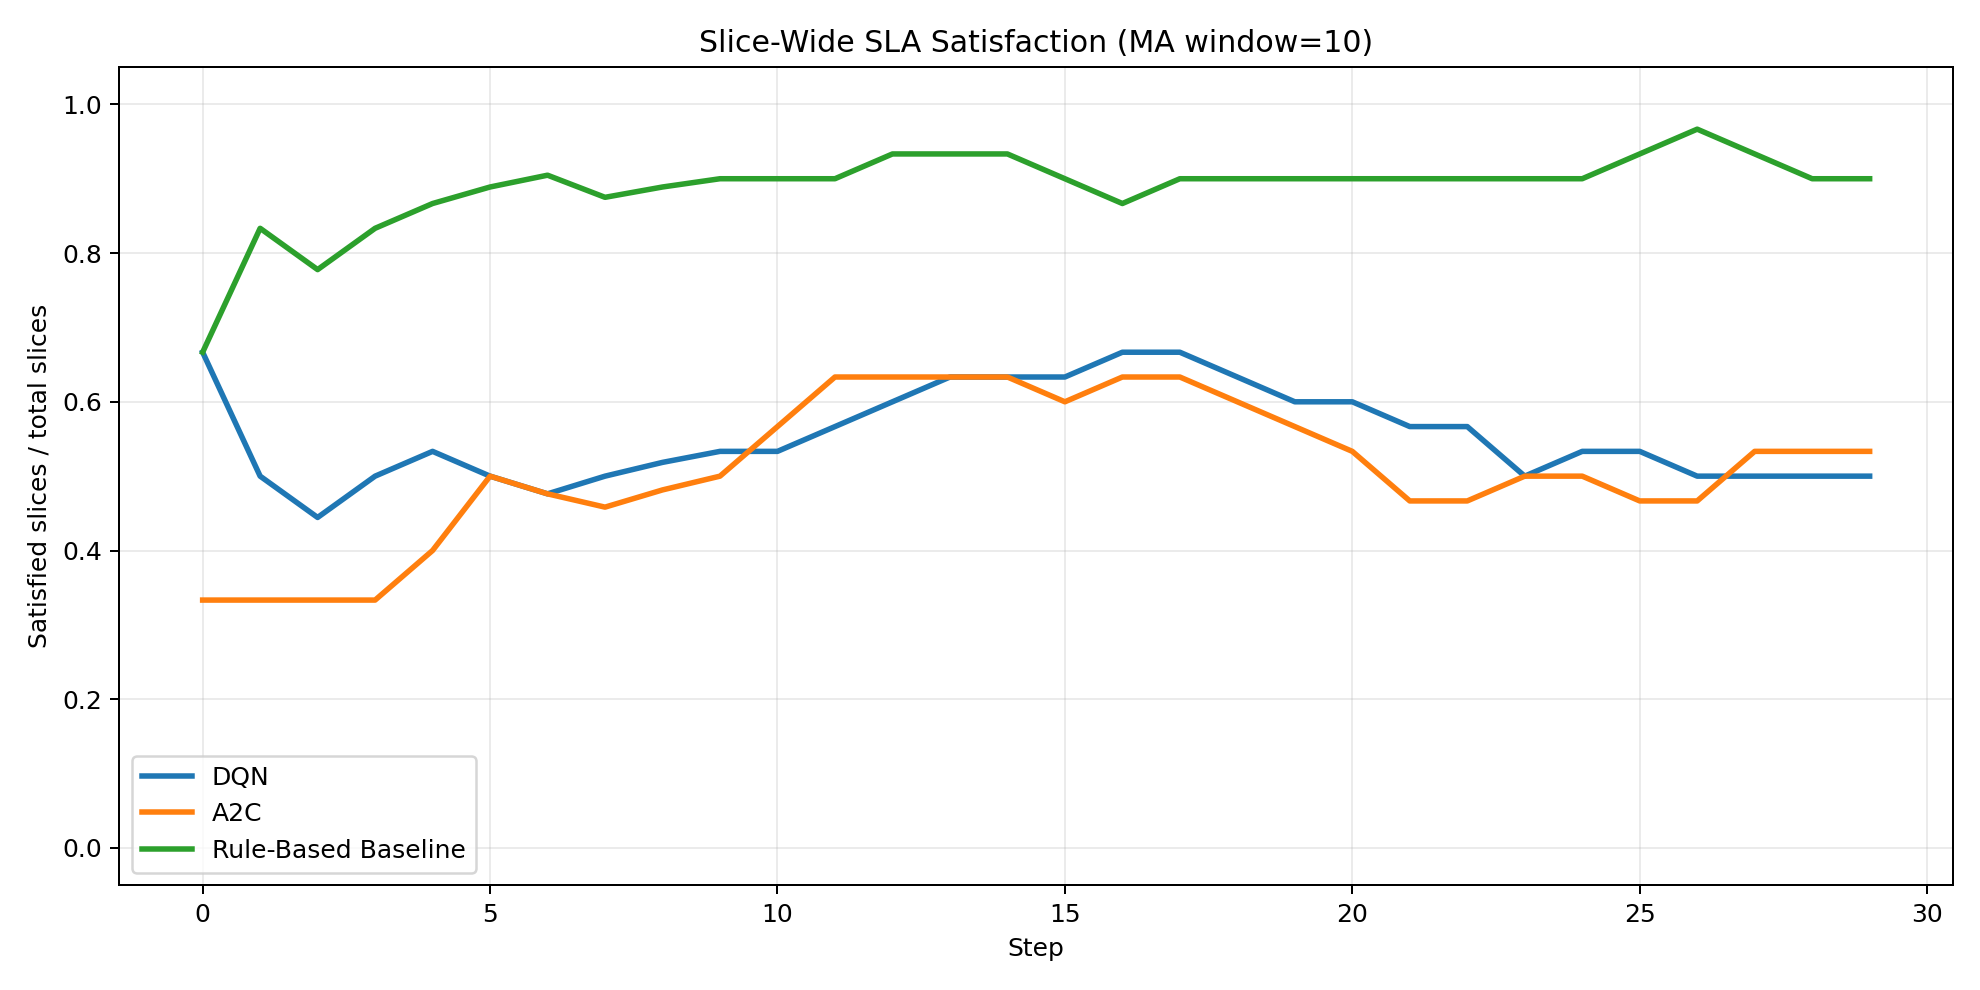 Slice-Wide SLA Satisfaction (MA window=10)
Satisfied slices / total slices
1.0
0.8
0.6
0.4
0.2
0.0
DQN
A2C
Rule-Based Baseline
0 5 10 15 20 25 30
Step